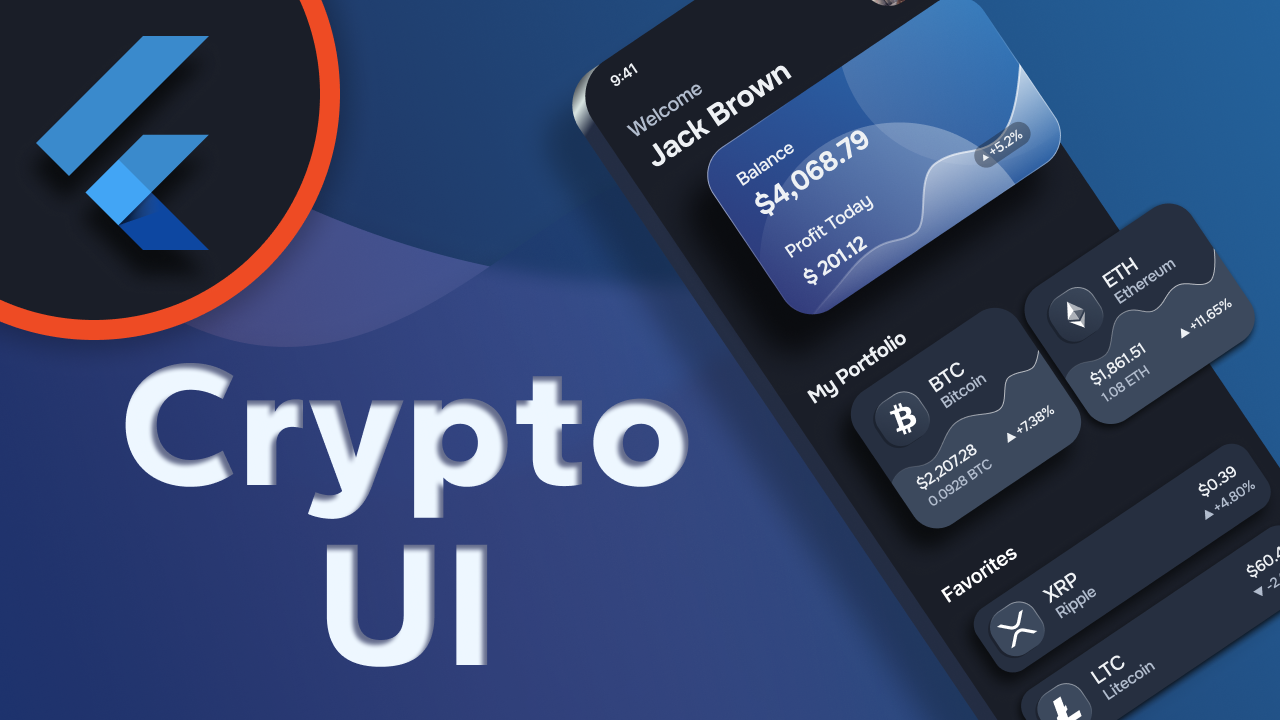 9:41
Welcome
Jack Brown
Balance
$4,068.79
▲+5.2%
Profit Today
$ 201.12
My Portfolio
BTC
Bitcoin
$2,207.28
▲+7.38%
0.0928 BTC
ETH
Ethereum
$1,861.51
▲+11.65%
1.08 ETH
Favorites
XRP
Ripple
$0.39
▲+4.80%
LTC
Litecoin
Crypto
UI